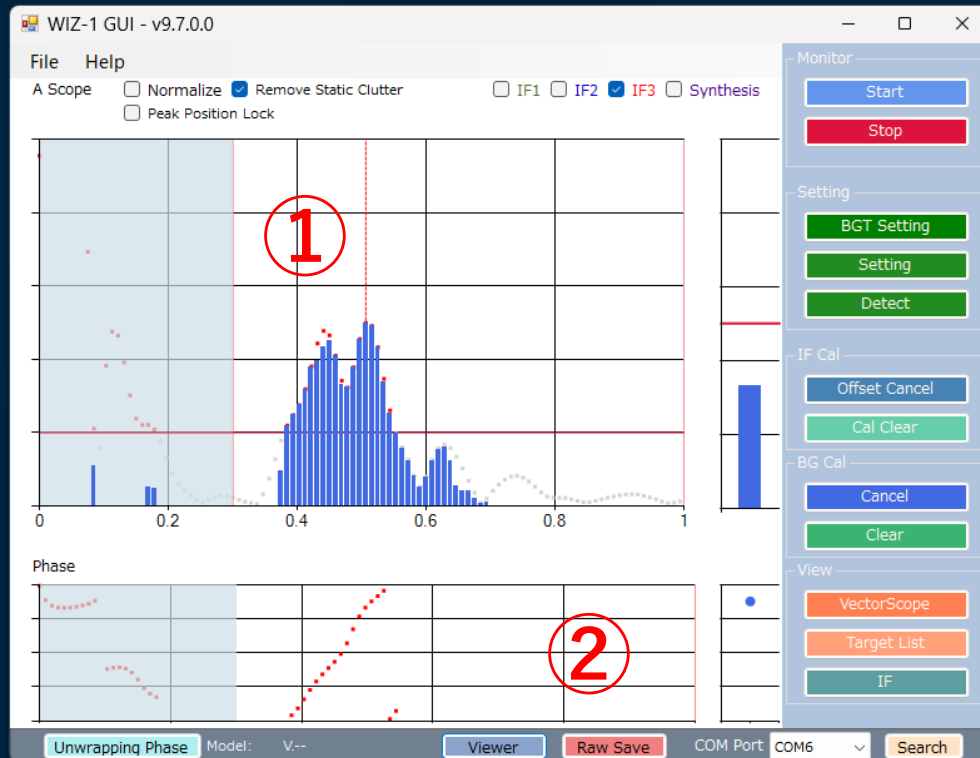 WIZ-1 GUI - v9.7.0.0
File Help
A Scope Normalize Remove Static Clutter IF1 IF2 IF3 Synthesis
Peak Position Lock
①
0 0.2 0.4 0.6 0.8 1
Phase
②
Unwrapping Phase Model: V.-- Viewer Raw Save COM Port COM6 Search
Monitor
Start
Stop
Setting
BGT Setting
Setting
Detect
IF Cal
Offset Cancel
Cal Clear
BG Cal
Cancel
Clear
View
VectorScope
Target List
IF